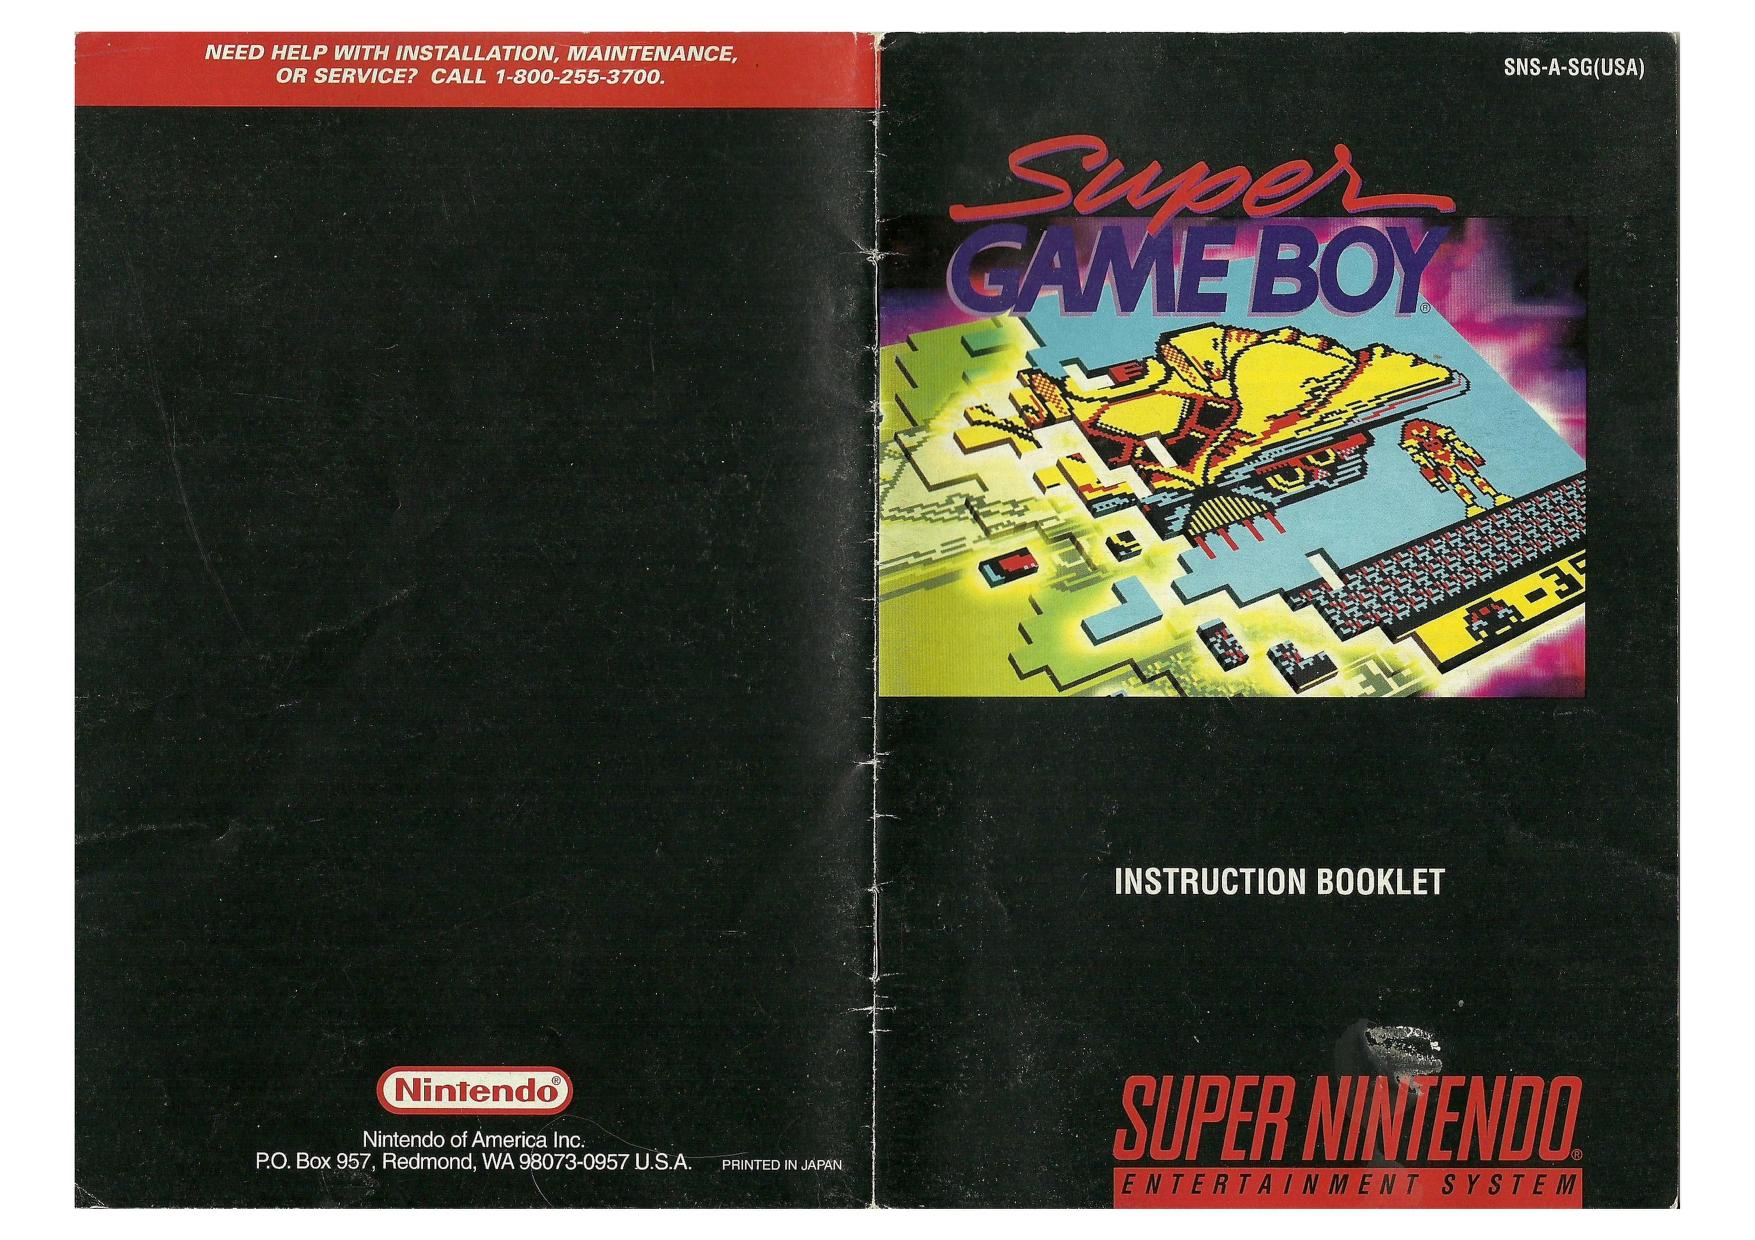 NEED HELP WITH INSTALLATION, MAINTENANCE,
OR SERVICE? CALL 1-800-255-3700.
Nintendo®
Nintendo of America Inc.
P.O. Box 957, Redmond, WA 98073-0957 U.S.A.
PRINTED IN JAPAN
SNS-A-SG(USA)
Super
GAME BOY®
INSTRUCTION BOOKLET
SUPER NINTENDO®
ENTERTAINMENT SYSTEM